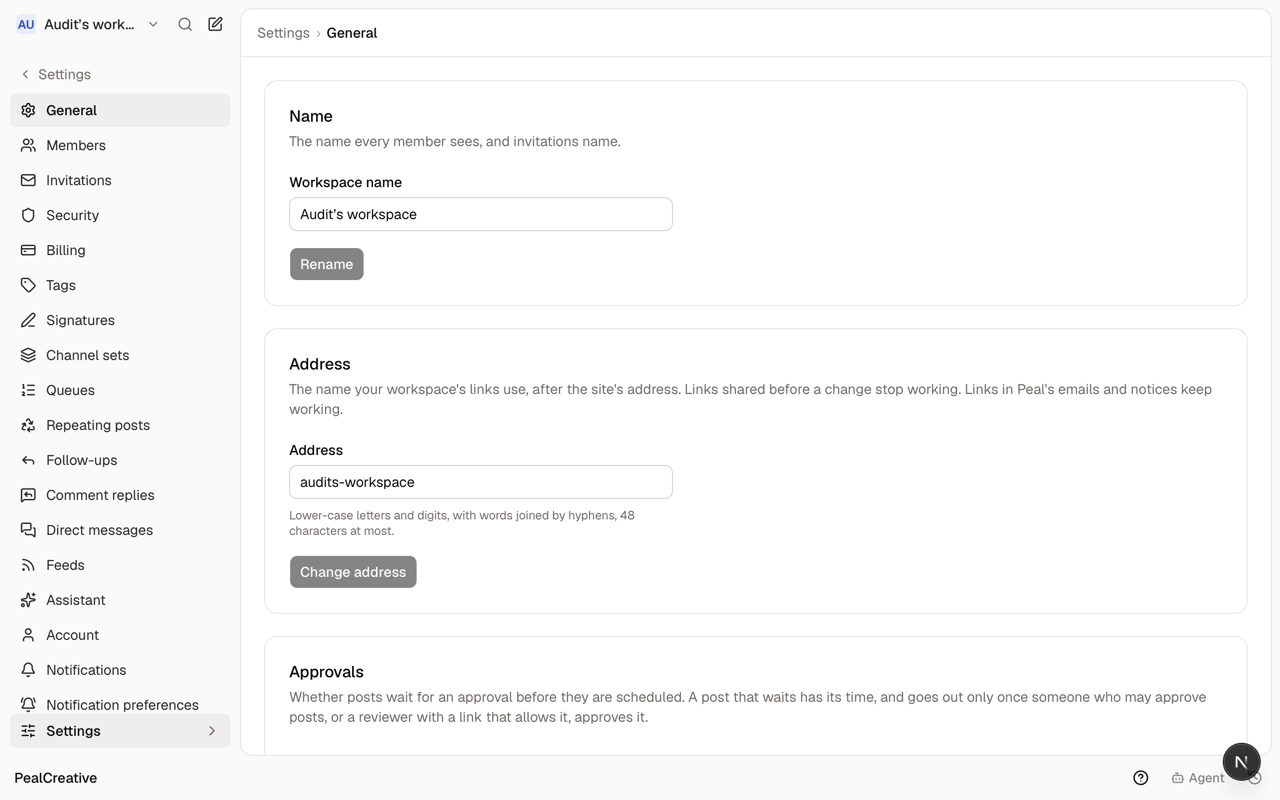 AU Audit’s work...
Settings
General
Members
Invitations
Security
Billing
Tags
Signatures
Channel sets
Queues
Repeating posts
Follow-ups
Comment replies
Direct messages
Feeds
Assistant
Account
Notifications
Notification preferences
Settings
PealCreative
Settings › General
Name
The name every member sees, and invitations name.
Workspace name
Audit’s workspace
Rename
Address
The name your workspace's links use, after the site's address. Links shared before a change stop working. Links in Peal's emails and notices keep
working.
Address
audits-workspace
Lower-case letters and digits, with words joined by hyphens, 48
characters at most.
Change address
Approvals
Whether posts wait for an approval before they are scheduled. A post that waits has its time, and goes out only once someone who may approve
posts, or a reviewer with a link that allows it, approves it.
Agent
N